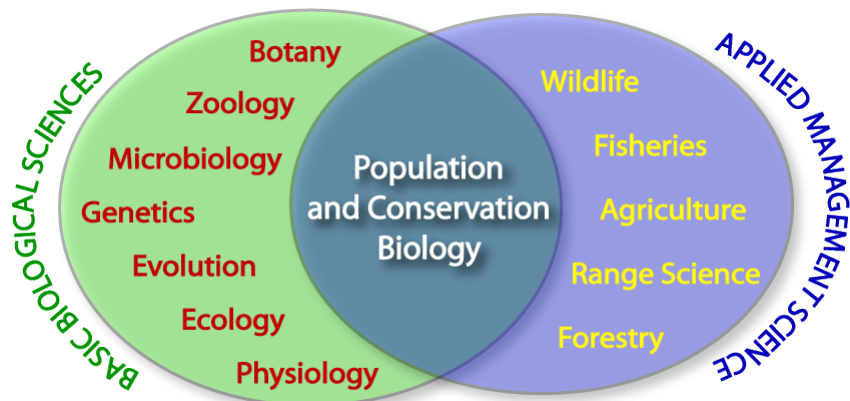 BASIC BIOLOGICAL SCIENCES
Botany
Zoology
Microbiology
Genetics
Evolution
Ecology
Physiology
Population
and Conservation
Biology
Wildlife
Fisheries
Agriculture
Range Science
Forestry
APPLIED MANAGEMENT SCIENCE